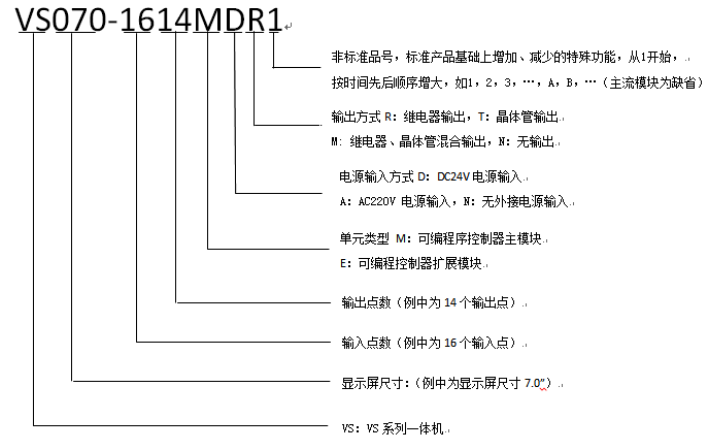 VS070-1614MDR1
非标准品号，标准产品基础上增加、减少的特殊功能，从1开始，
按时间先后顺序增大，如1，2，3，…，A，B，…（主流模块为缺省）
输出方式 R：继电器输出，T：晶体管输出
M：继电器、晶体管混合输出，N：无输出
电源输入方式 D：DC24V 电源输入
A：AC220V 电源输入，N：无外接电源输入
单元类型 M：可编程序控制器主模块
E：可编程控制器扩展模块
输出点数（例中为 14 个输出点）
输入点数（例中为 16 个输入点）
显示屏尺寸：（例中为显示屏尺寸 7.0”）
VS：VS 系列一体机